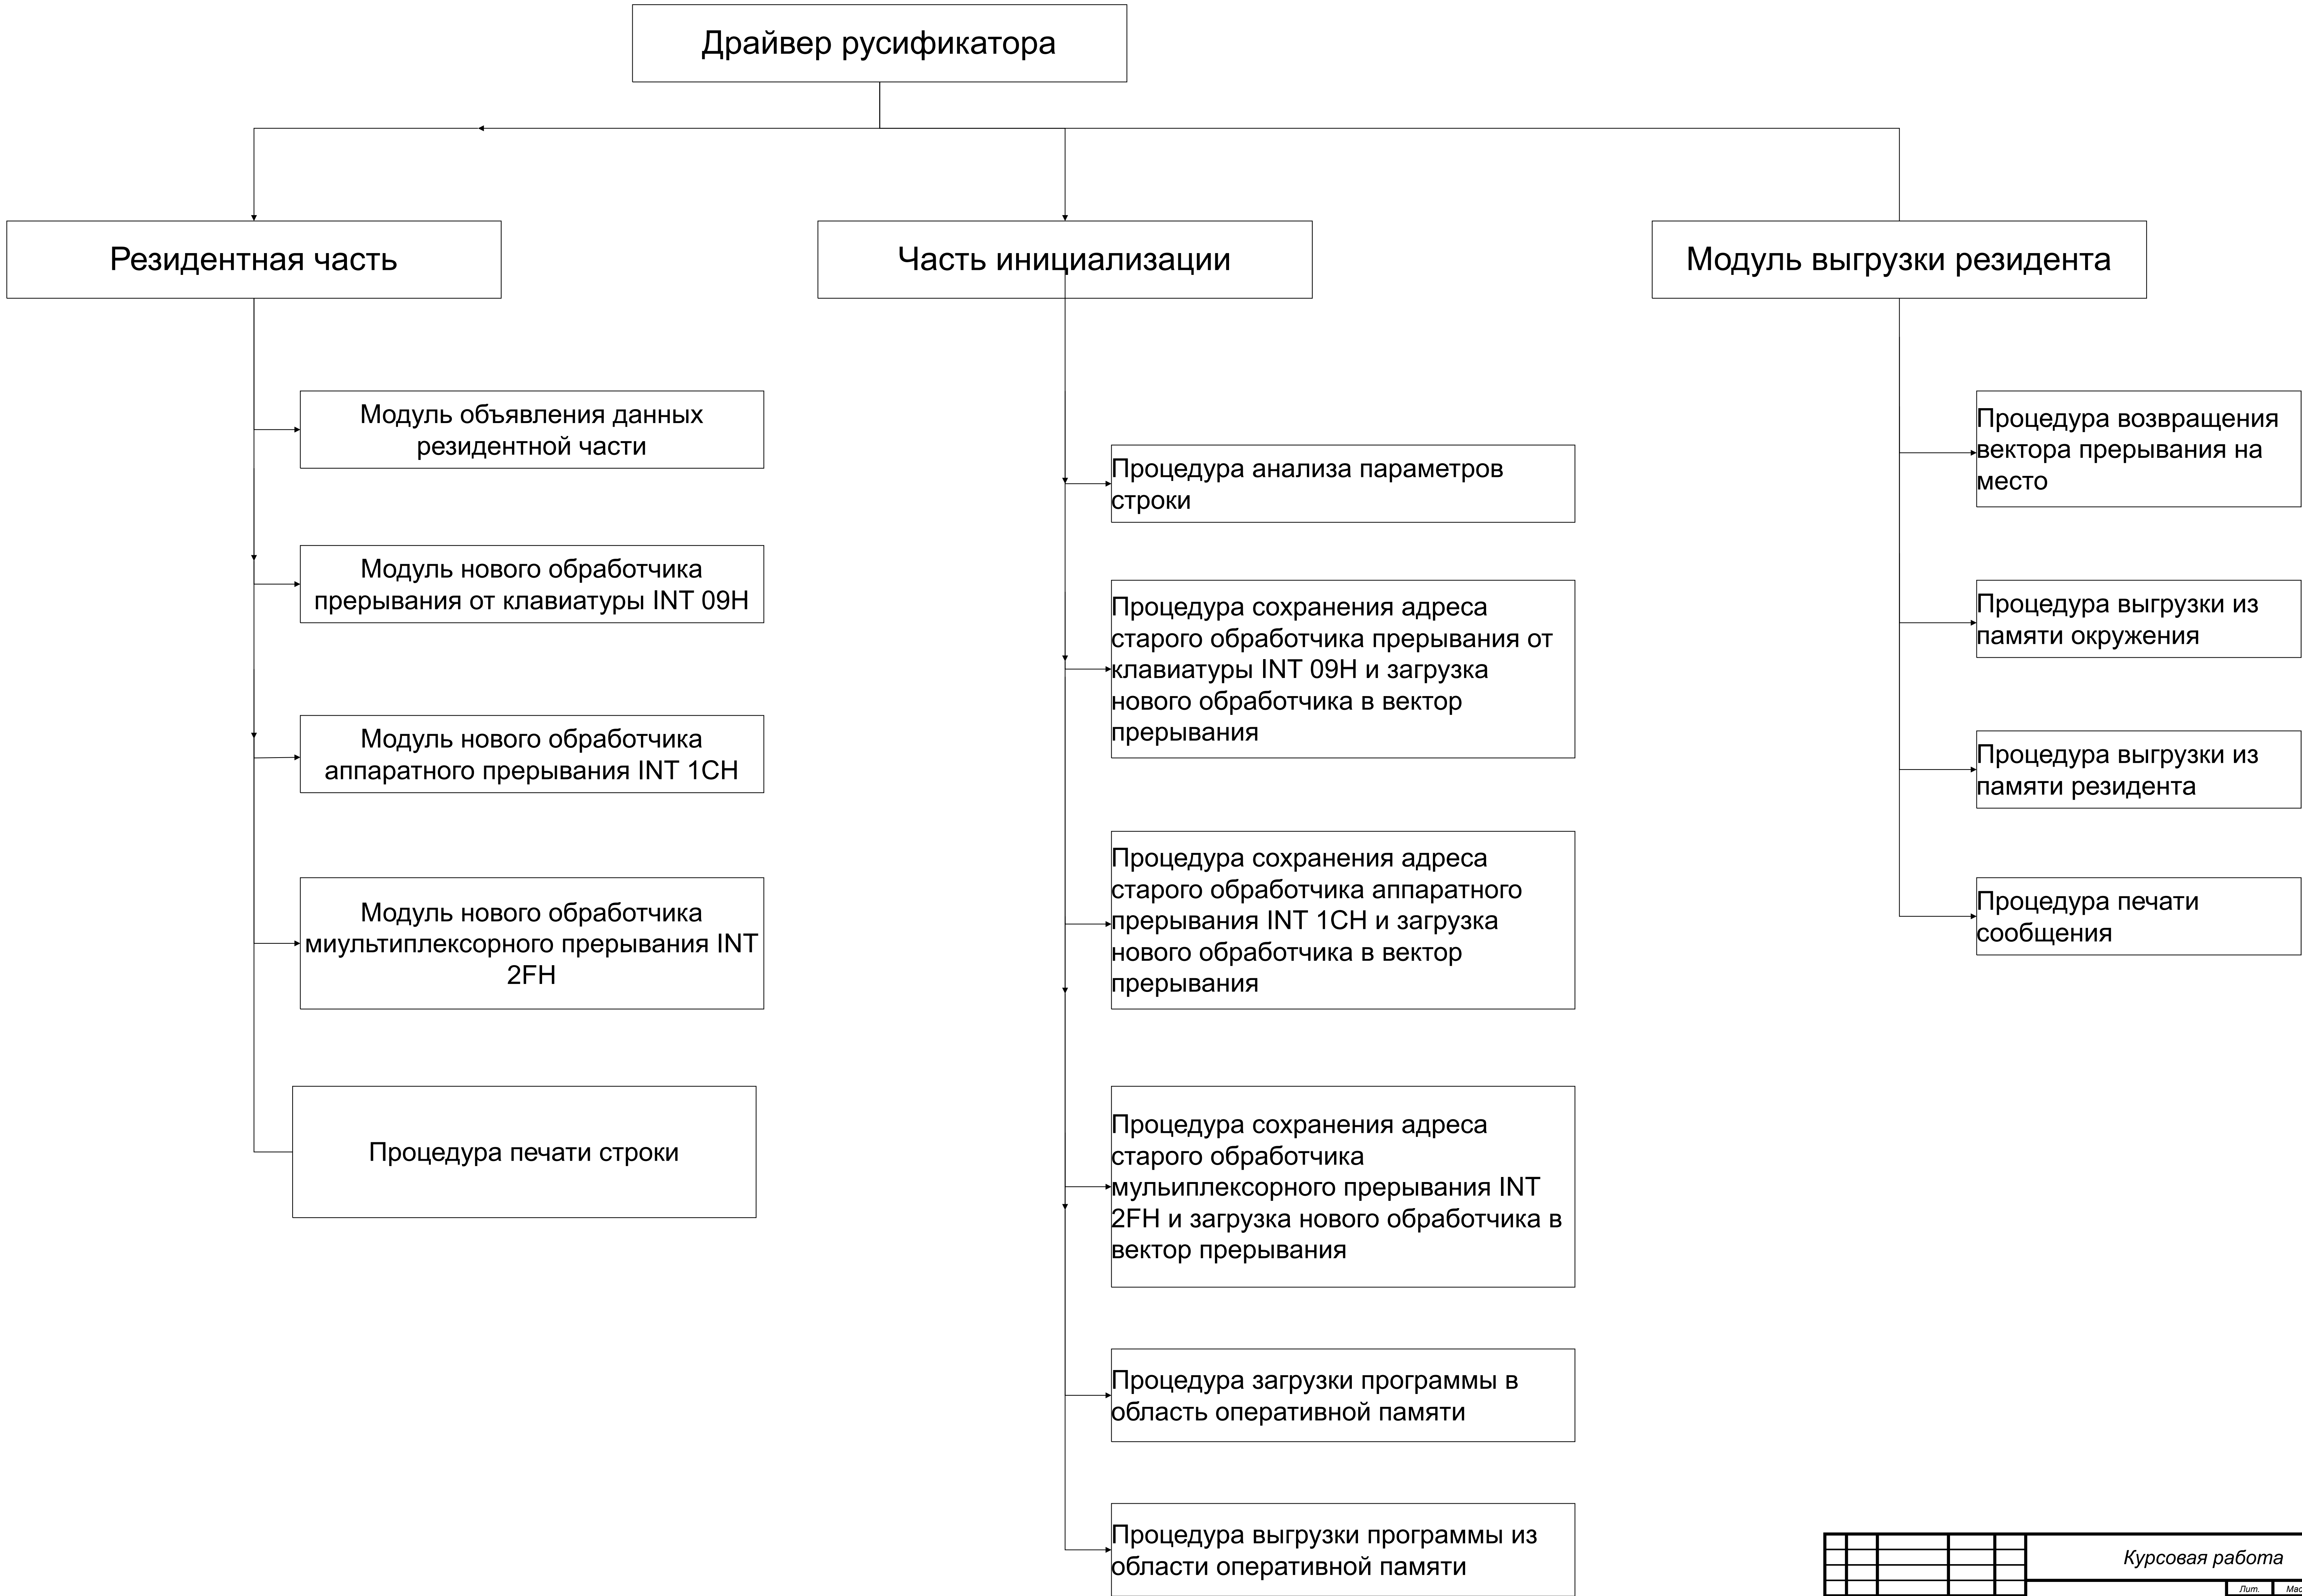 Драйвер русификатора
Резидентная часть
Часть инициализации
Модуль выгрузки резидента
Модуль объявления данных
резидентной части
Модуль нового обработчика
прерывания от клавиатуры INT 09H
Модуль нового обработчика
аппаратного прерывания INT 1CH
Модуль нового обработчика
миультиплексорного прерывания INT
2FH
Процедура печати строки
Процедура анализа параметров
строки
Процедура сохранения адреса
старого обработчика прерывания от
клавиатуры INT 09H и загрузка
нового обработчика в вектор
прерывания
Процедура сохранения адреса
старого обработчика аппаратного
прерывания INT 1CH и загрузка
нового обработчика в вектор
прерывания
Процедура сохранения адреса
старого обработчика
мульиплексорного прерывания INT
2FH и загрузка нового обработчика в
вектор прерывания
Процедура загрузки программы в
область оперативной памяти
Процедура выгрузки программы из
области оперативной памяти
Процедура возвращения
вектора прерывания на
место
Процедура выгрузки из
памяти окружения
Процедура выгрузки из
памяти резидента
Процедура печати
сообщения
Курсовая работа
Лит.